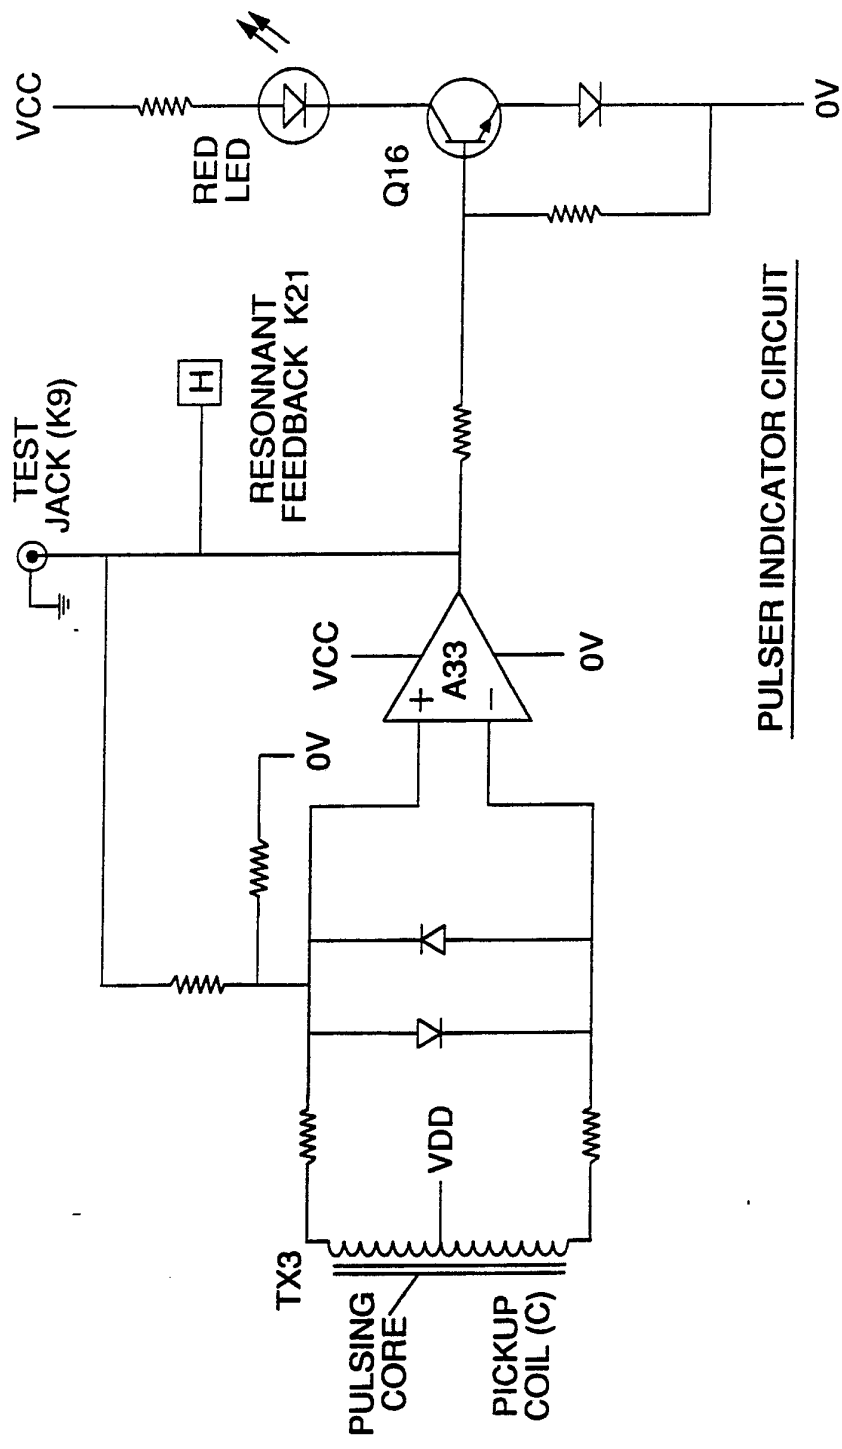 TEST
JACK (K9)
VCC
RED
LED
H
RESONNANT
FEEDBACK K21
Q16
0V
VCC
0V
+
A33
−
0V
TX3
VDD
PULSING
CORE
PICKUP
COIL (C)
PULSER INDICATOR CIRCUIT